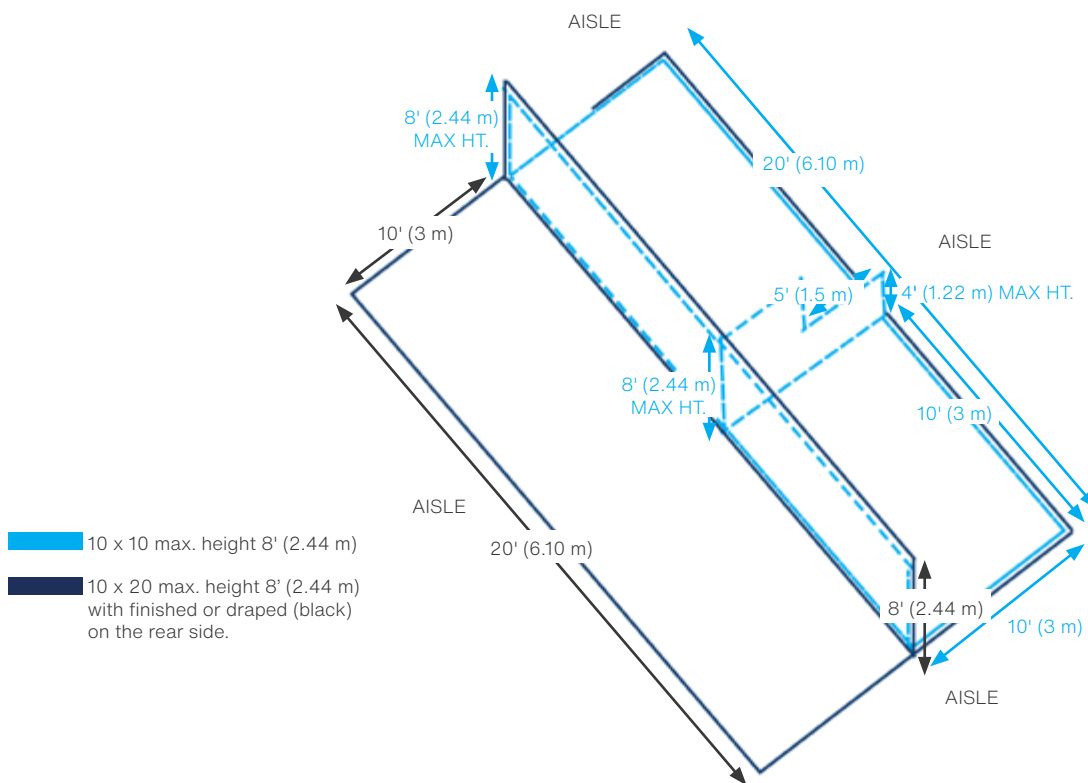 AISLE
8' (2.44 m)
MAX HT.
20' (6.10 m)
10' (3 m)
AISLE
5' (1.5 m)
4' (1.22 m) MAX HT.
8' (2.44 m)
MAX HT.
10' (3 m)
AISLE
20' (6.10 m)
10 x 10 max. height 8' (2.44 m)
10 x 20 max. height 8’ (2.44 m)
with finished or draped (black)
on the rear side.
8' (2.44 m)
10' (3 m)
AISLE